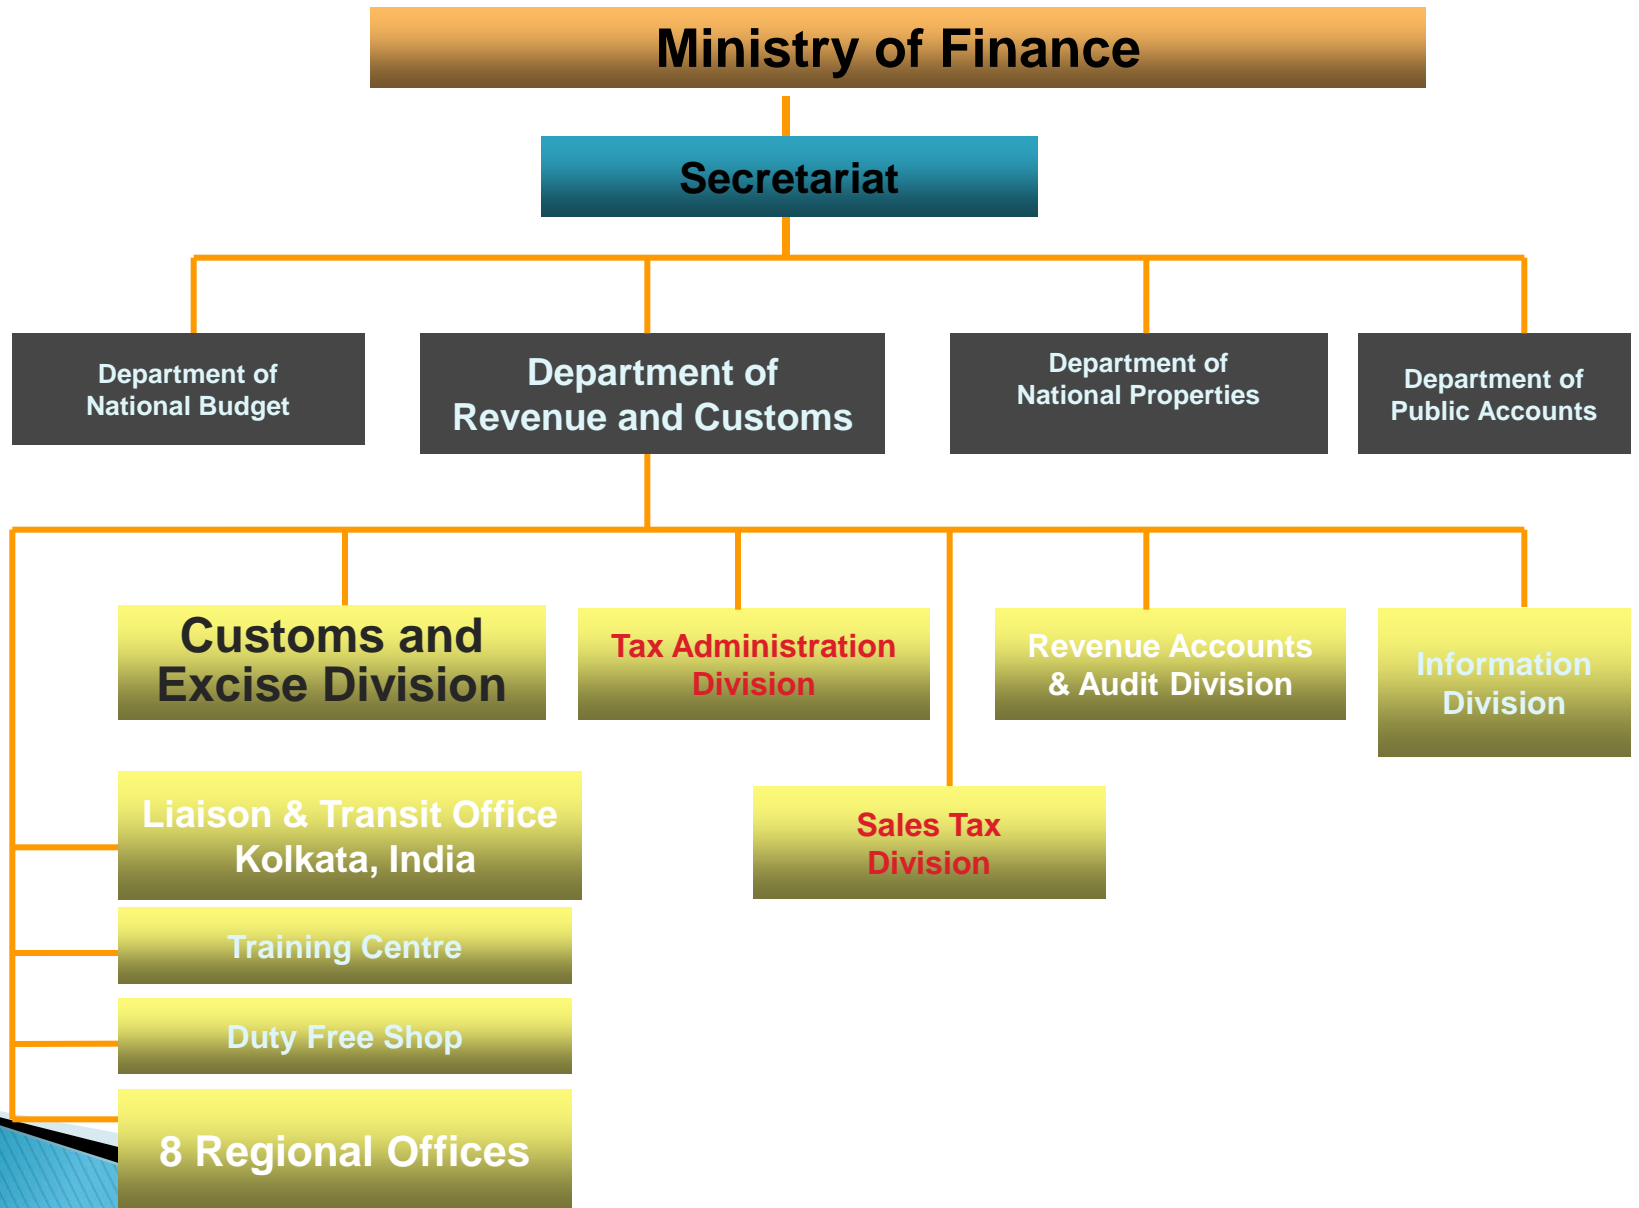 Ministry of Finance
Secretariat
Department of
National Budget
Department of
Revenue and Customs
Department of
National Properties
Department of
Public Accounts
Customs and
Excise Division
Tax Administration
Division
Revenue Accounts
& Audit Division
Information
Division
Liaison & Transit Office
Kolkata, India
Sales Tax
Division
Training Centre
Duty Free Shop
8 Regional Offices